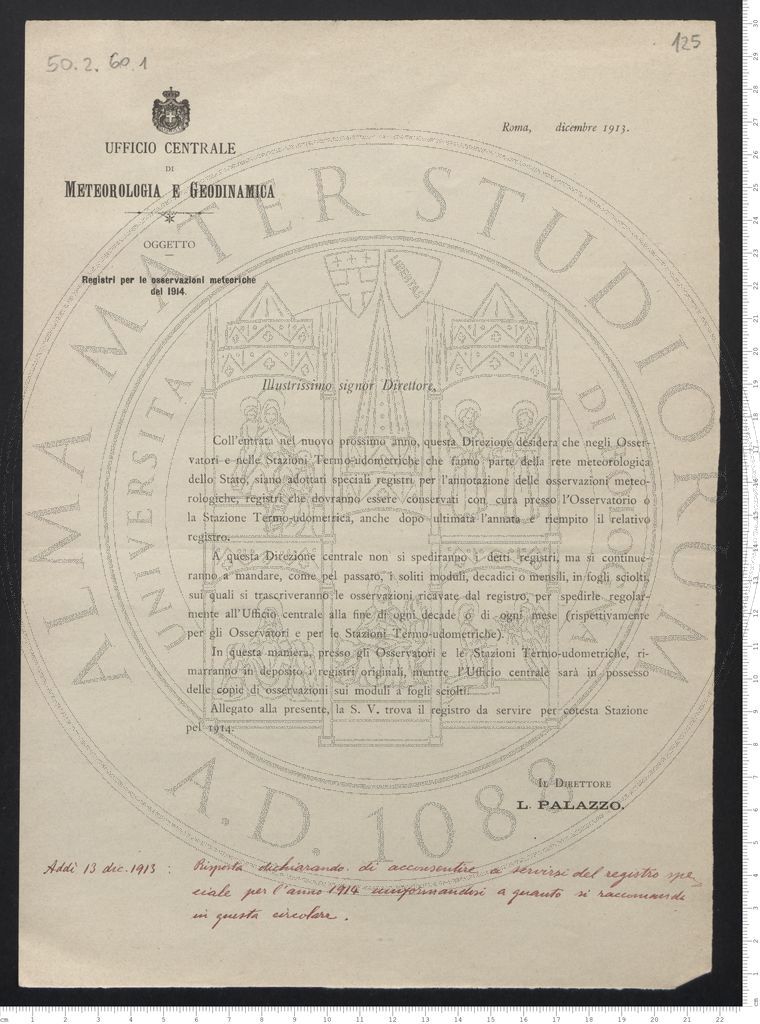 50.2.60.1
125
UFFICIO CENTRALE
DI
METEOROLOGIA E GEODINAMICA
Roma, dicembre 1913.
OGGETTO
Registri per le osservazioni meteoriche
del 1914.
Illustrissimo signor Direttore,
Coll'entrata nel nuovo prossimo anno, questa Direzione desidera che negli Osser-
vatori e nelle Stazioni Termo-udometriche che fanno parte della rete meteorologica
dello Stato, siano adottati speciali registri per l'annotazione delle osservazioni meteo-
rologiche, registri che dovranno essere conservati con cura presso l'Osservatorio o
la Stazione Termo-udometrica, anche dopo ultimata l'annata e riempito il relativo
registro.
A questa Direzione centrale non si spediranno i detti registri, ma si continue-
ranno a mandare, come pel passato, i soliti moduli, decadici o mensili, in fogli sciolti,
sui quali si trascriveranno le osservazioni ricavate dal registro, per spedirle regolar-
mente all'Ufficio centrale alla fine di ogni decade o di ogni mese (rispettivamente
per gli Osservatori e per le Stazioni Termo-udometriche).
In questa maniera, presso gli Osservatori e le Stazioni Termo-udometriche, ri-
marranno in deposito i registri originali, mentre l'Ufficio centrale sarà in possesso
delle copie di osservazioni sui moduli a fogli sciolti.
Allegato alla presente, la S. V. trova il registro da servire per cotesta Stazione
pel 1914.
IL DIRETTORE
L. PALAZZO.
Addì 13 dic. 1913 : Risposta dichiarando di acconsentire a servirsi del registro spe-
ciale per l'anno 1914 uniformandosi a quanto si raccomanda
in questa circolare.
ALMA MATER STUDIORUM
A.D. 1088
UNIVERSITÀ DI BOLOGNA
LIBERTAS